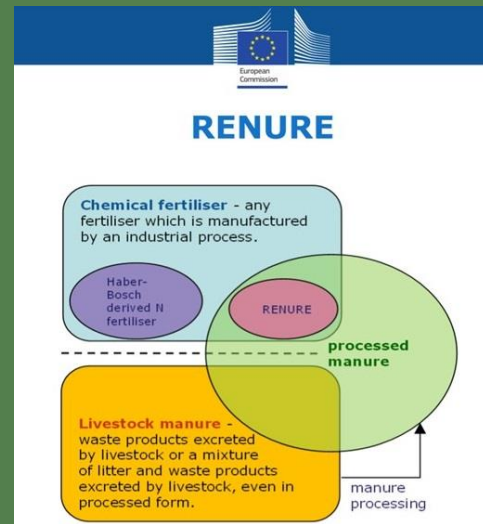 European
Commission
RENURE
Chemical fertiliser - any
fertiliser which is manufactured
by an industrial process.
Haber-
Bosch
derived N
fertiliser
RENURE
processed
manure
Livestock manure -
waste products excreted
by livestock or a mixture
of litter and waste products
excreted by livestock, even in
processed form.
manure
processing